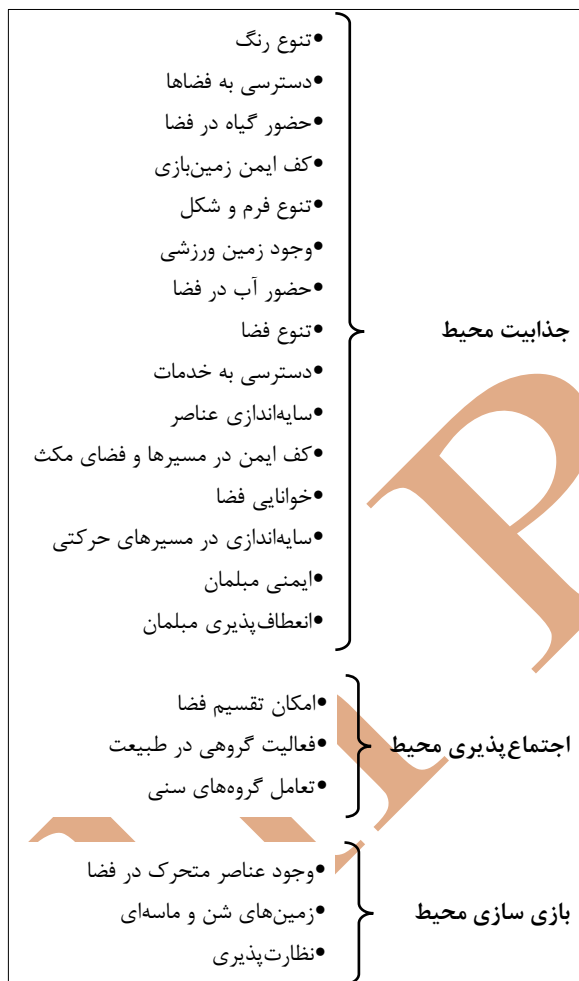 •تنوع رنگ
•دسترسی به فضاها
•حضور گیاه در فضا
•کف ایمن زمین‌بازی
•تنوع فرم و شکل
•وجود زمین ورزشی
•حضور آب در فضا
•تنوع فضا
جذابیت محیط
•دسترسی به خدمات
•سایه‌اندازی عناصر
•کف ایمن در مسیرها و فضای مکث
•خوانایی فضا
•سایه‌اندازی در مسیرهای حرکتی
•ایمنی مبلمان
•انعطاف‌پذیری مبلمان
•امکان تقسیم فضا
اجتماع‌پذیری محیط
•فعالیت گروهی در طبیعت
•تعامل گروه‌های سنی
•وجود عناصر متحرک در فضا
بازی سازی محیط
•زمین‌های شن و ماسه‌ای
•نظارت‌پذیری